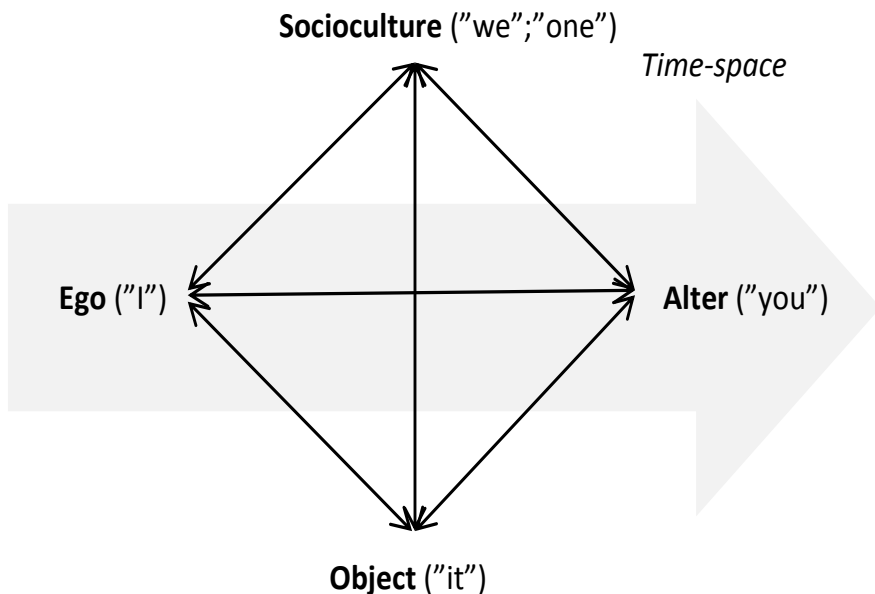 Socioculture (”we”;”one”)
Time-space
Ego (”I”)
Alter (”you”)
Object (”it”)